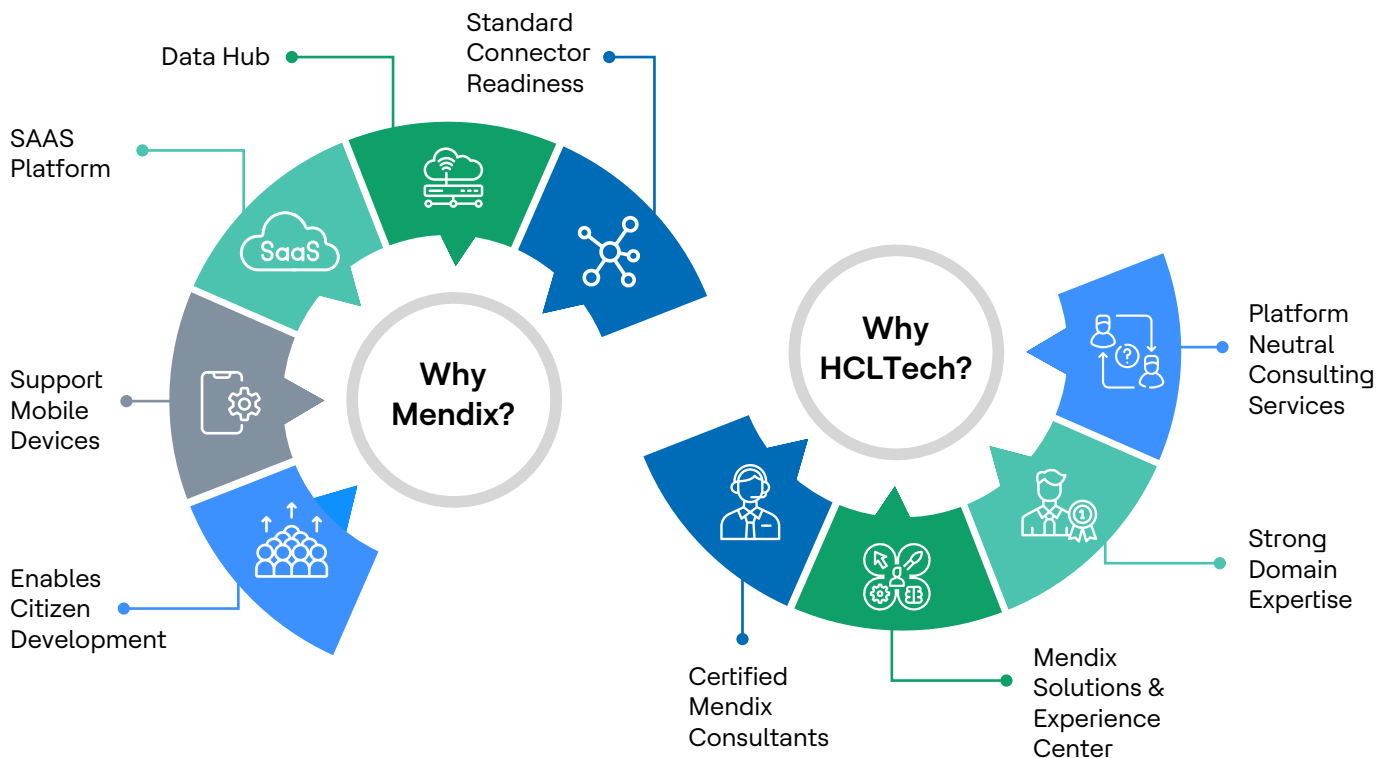 Standard
Connector
Readiness
Data Hub
SAAS
Platform
SaaS
Support
Mobile
Devices
Enables
Citizen
Development
Why
Mendix?
Why
HCLTech?
Platform
Neutral
Consulting
Services
?
1
Strong
Domain
Expertise
Certified
Mendix
Consultants
Mendix
Solutions &
Experience
Center